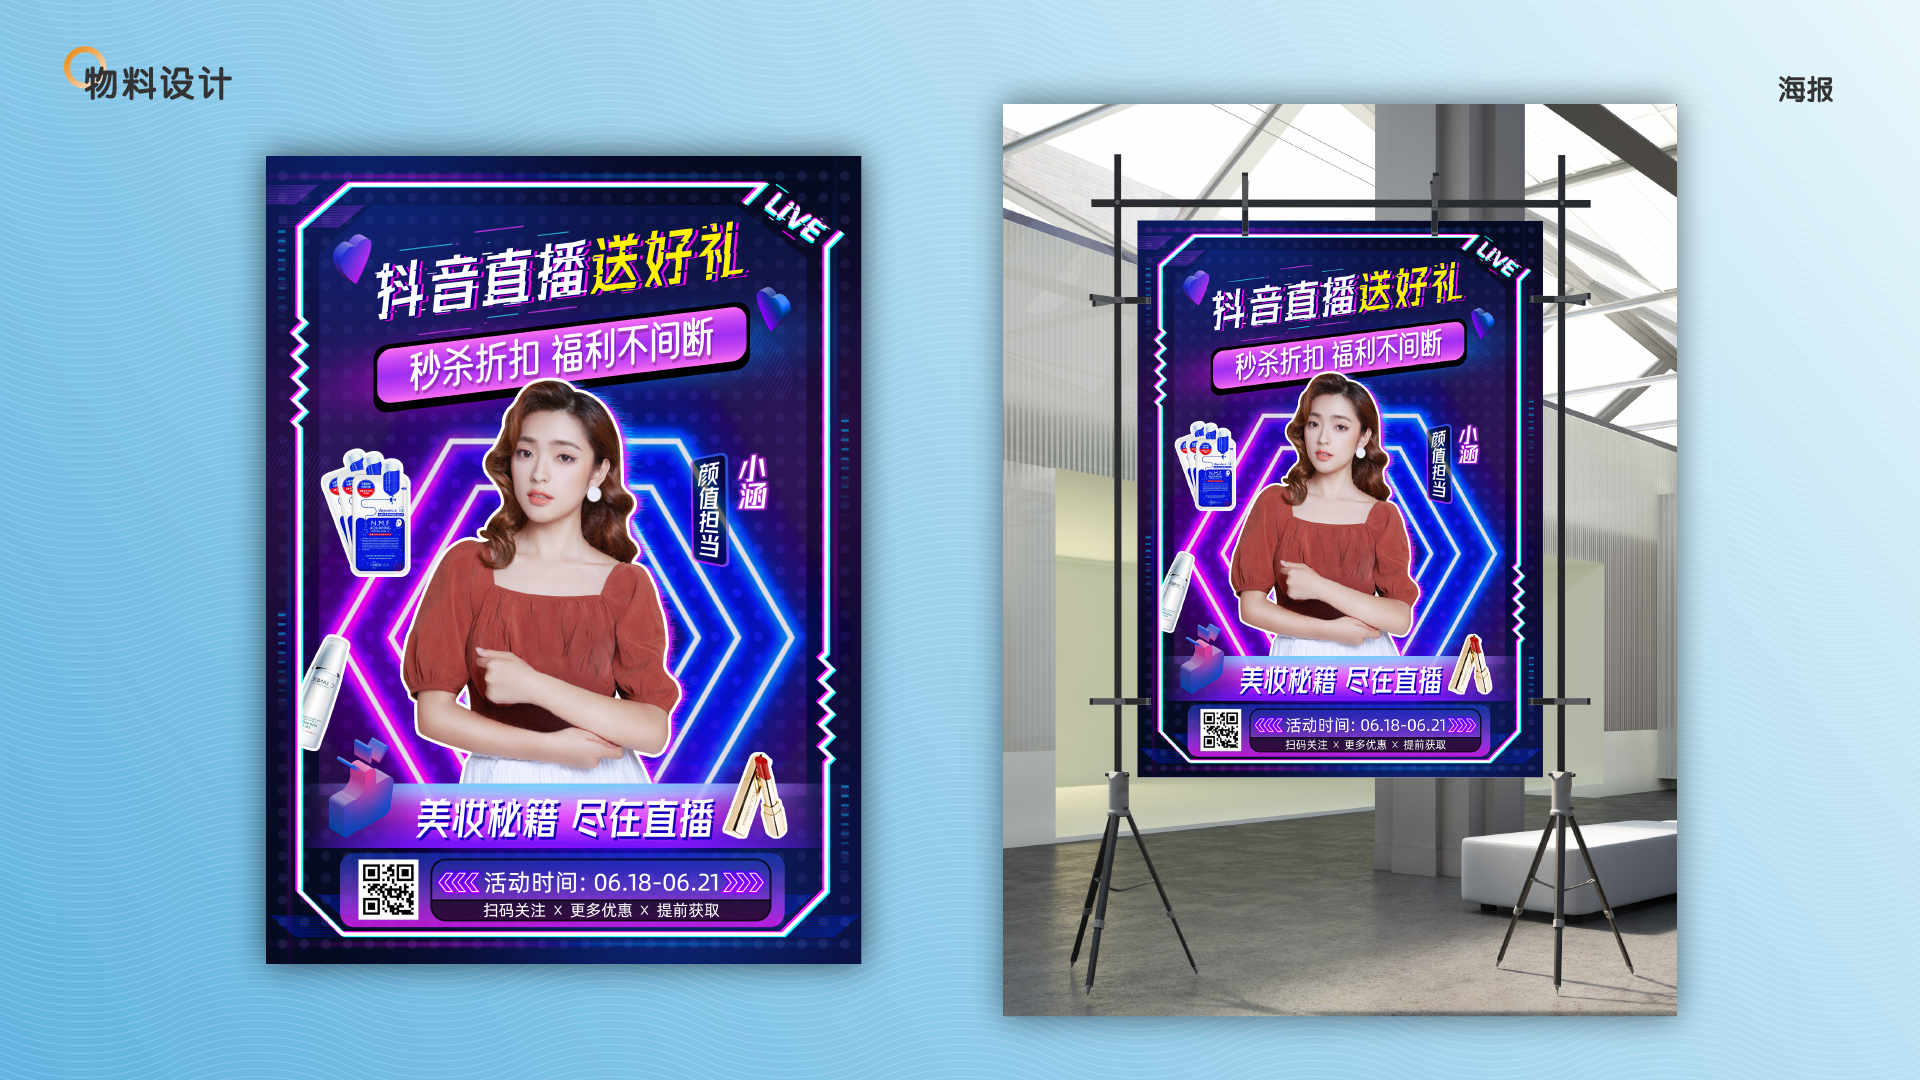 物料设计
海报
LIVE
抖音直播送好礼
秒杀折扣 福利不间断
颜值担当
小涵
N.M.F
美妆秘籍 尽在直播
活动时间: 06.18-06.21
扫码关注 x 更多优惠 x 提前获取
LIVE
抖音直播送好礼
秒杀折扣 福利不间断
颜值担当
小涵
N.M.F
美妆秘籍 尽在直播
活动时间: 06.18-06.21
扫码关注 x 更多优惠 x 提前获取